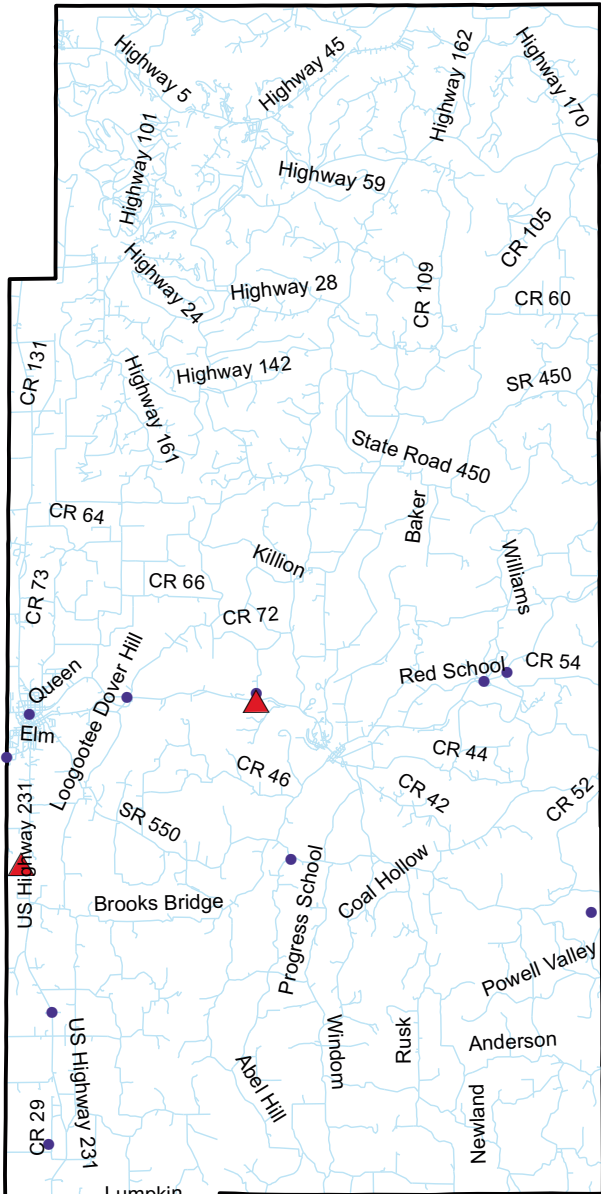 Highway 5
Highway 45
Highway 162
Highway 170
Highway 101
Highway 59
CR 105
Highway 24
Highway 28
CR 109
CR 60
CR 131
Highway 161
Highway 142
SR 450
State Road 450
CR 64
Baker
Killion
Williams
CR 73
CR 66
CR 72
Queen
Loogootee Dover Hill
Red School
CR 54
Elm
CR 46
CR 44
CR 42
CR 52
US Highway 231
SR 550
Brooks Bridge
Progress School
Coal Hollow
Powell Valley
US Highway 231
Windom
Rusk
Anderson
Abel Hill
CR 29
Newland
Lumpkin